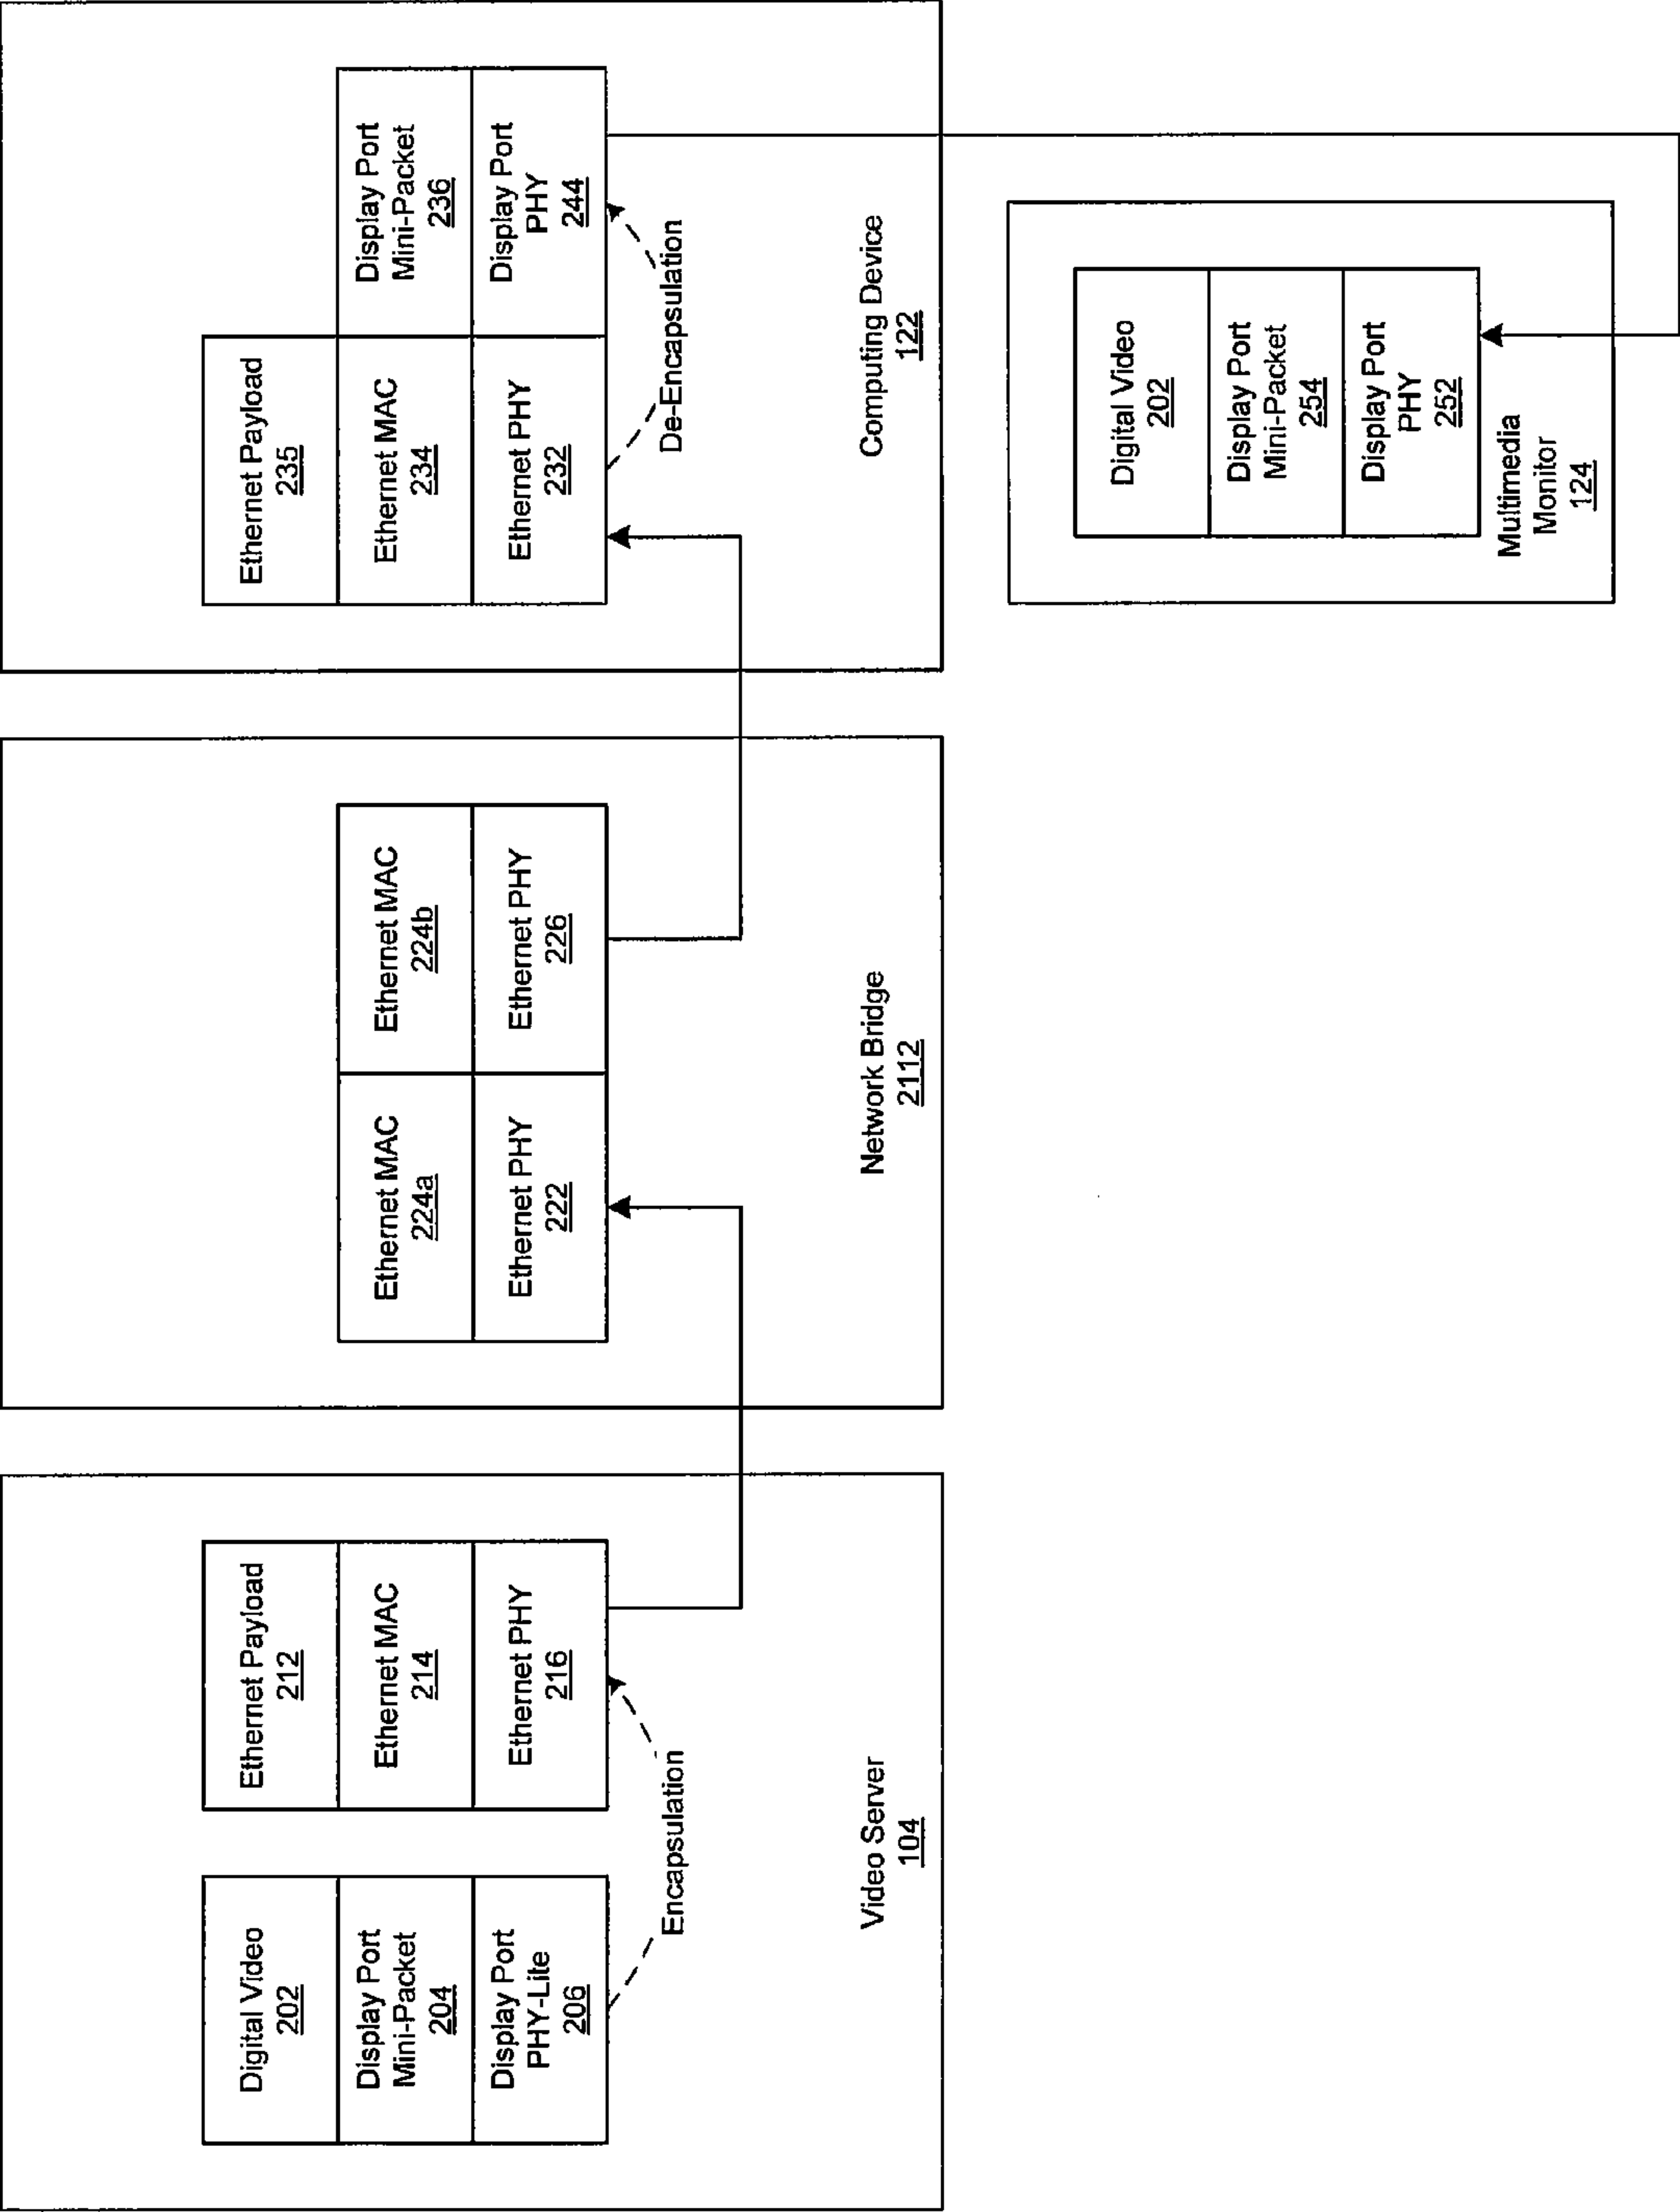 Digital Video
202
Display Port
Mini-Packet
204
Display Port
PHY-Lite
206
Ethernet Payload
212
Ethernet MAC
214
Ethernet PHY
216
Encapsulation
Video Server
104
Ethernet MAC
224a
Ethernet PHY
222
Ethernet MAC
224b
Ethernet PHY
226
Network Bridge
2112
Ethernet Payload
235
Ethernet MAC
234
Ethernet PHY
232
Display Port
Mini-Packet
236
Display Port
PHY
244
De-Encapsulation
Computing Device
122
Digital Video
202
Display Port
Mini-Packet
254
Display Port
PHY
252
Multimedia
Monitor
124